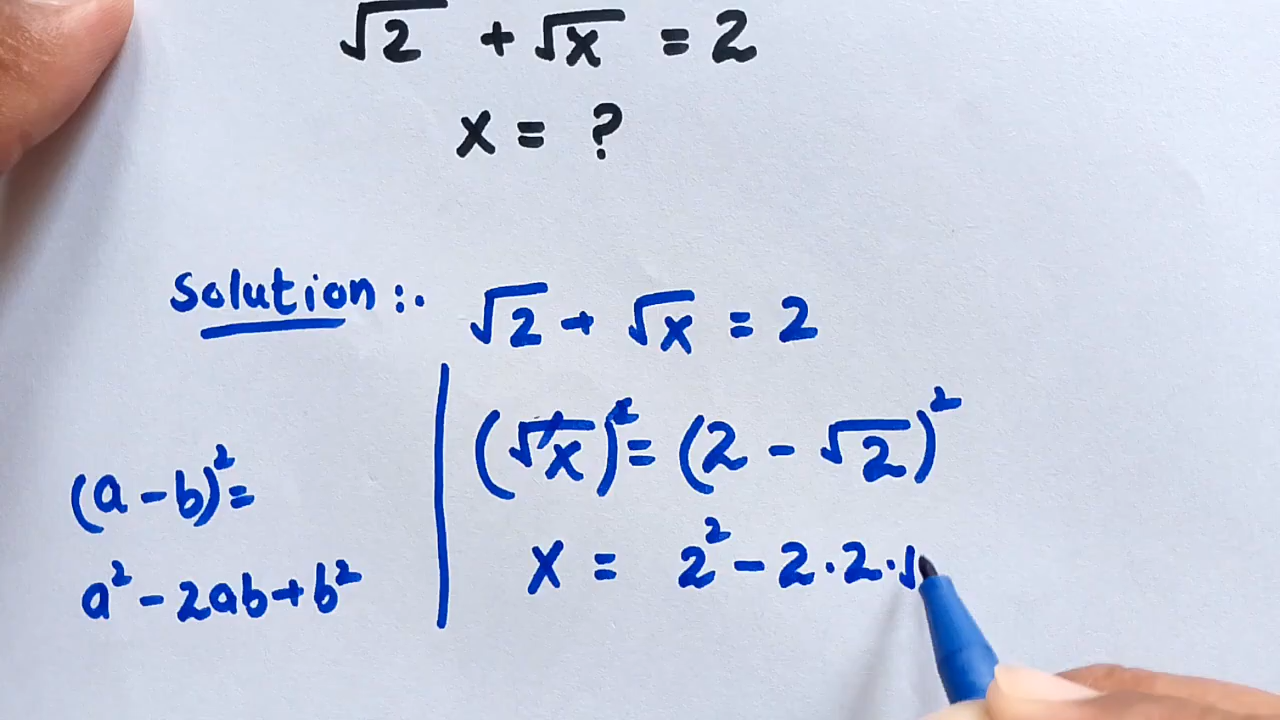 √2 + √x = 2
x = ?
Solution :.
√2 + √x = 2
(√x)² = (2 - √2)²
x = 2² - 2·2·√
(a - b)² =
a² - 2ab + b²